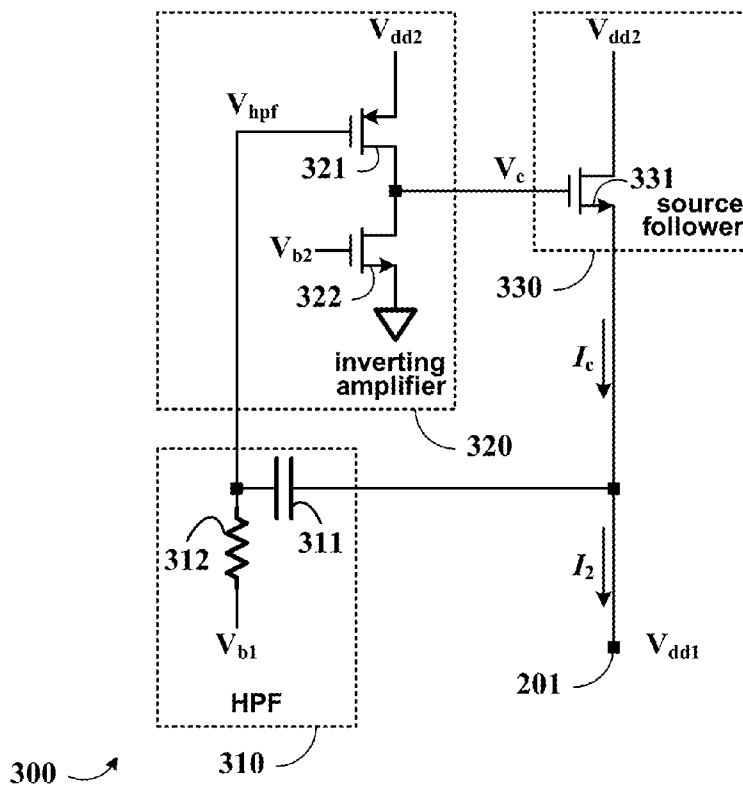 Vdd2
Vdd2
Vhpf
321
Vc
331
source
follower
Vb2
322
330
inverting
amplifier
Ic
320
312
311
I2
Vb1
Vdd1
201
HPF
310
300